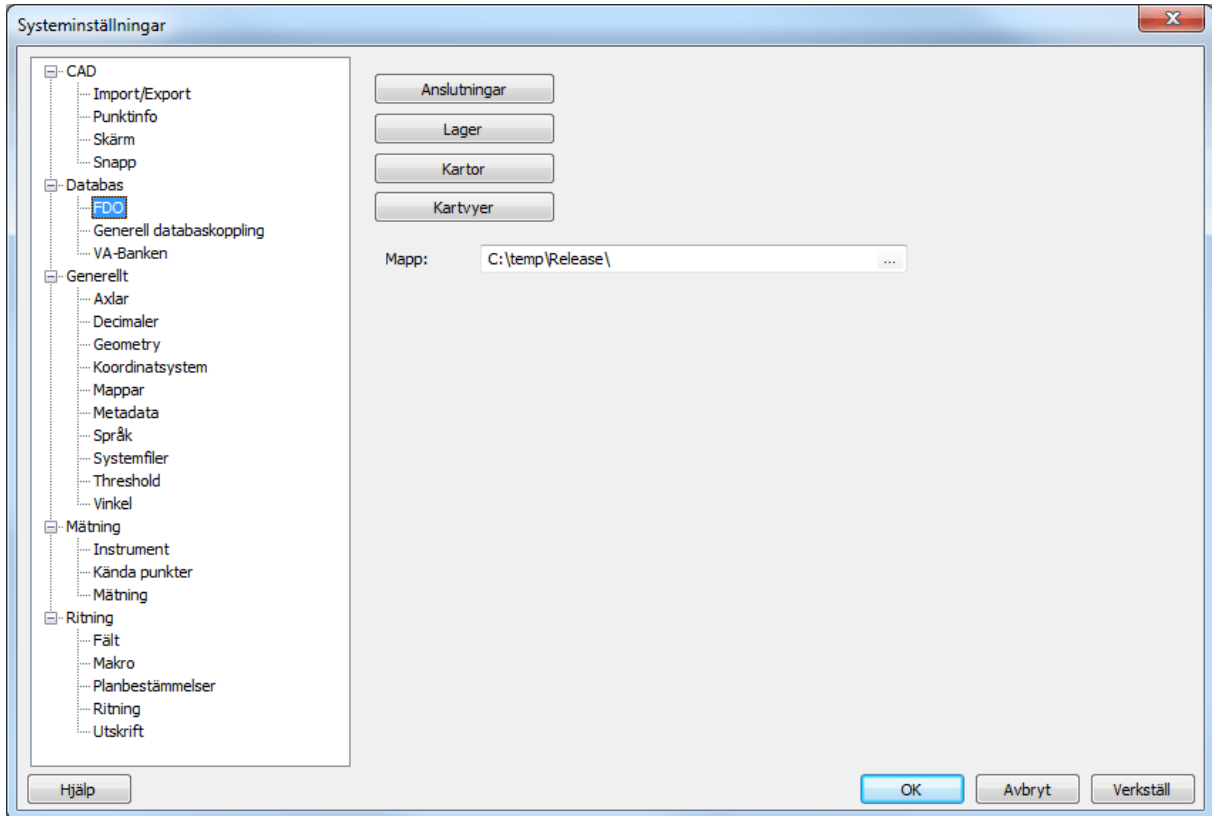 Systeminställningar
CAD
Import/Export
Punktinfo
Skärm
Snapp
Databas
FDO
Generell databaskoppling
VA-Banken
Generellt
Axlar
Decimaler
Geometry
Koordinatsystem
Mappar
Metadata
Språk
Systemfiler
Threshold
Vinkel
Mätning
Instrument
Kända punkter
Mätning
Ritning
Fält
Makro
Planbestämmelser
Ritning
Utskrift
Anslutningar
Lager
Kartor
Kartvyer
Mapp: C:\temp\Release\ ...
Hjälp OK Avbryt Verkställ